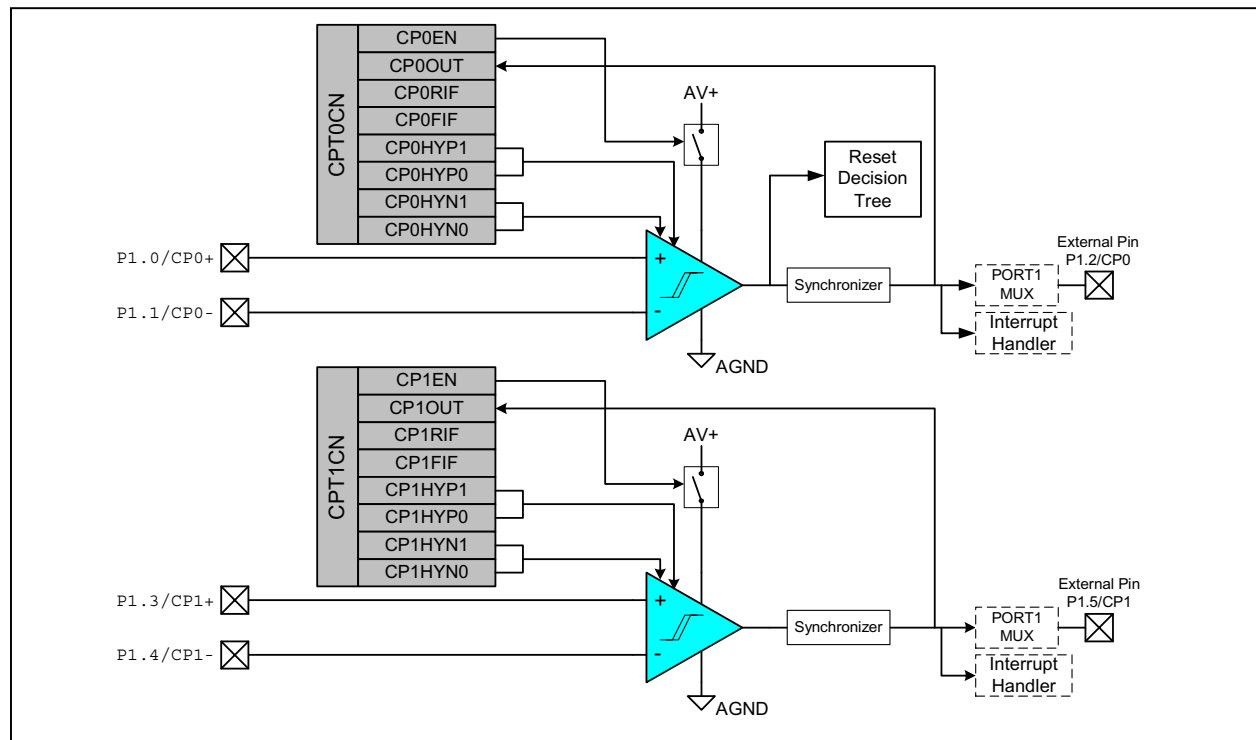 CPT0CN
CP0EN
CP0OUT
CP0RIF
CP0FIF
CP0HYP1
CP0HYP0
CP0HYN1
CP0HYN0
AV+
Reset
Decision
Tree
P1.0/CP0+
P1.1/CP0-
+
-
Synchronizer
AGND
PORT1
MUX
Interrupt
Handler
External Pin
P1.2/CP0
CPT1CN
CP1EN
CP1OUT
CP1RIF
CP1FIF
CP1HYP1
CP1HYP0
CP1HYN1
CP1HYN0
AV+
P1.3/CP1+
P1.4/CP1-
+
-
Synchronizer
AGND
PORT1
MUX
Interrupt
Handler
External Pin
P1.5/CP1